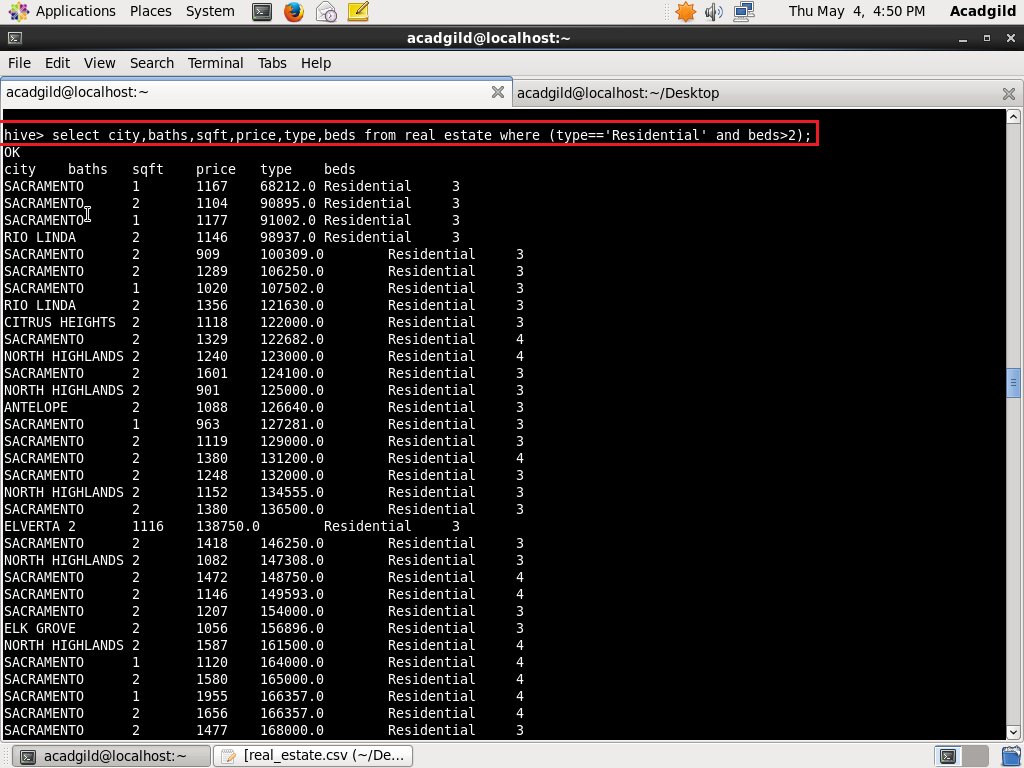 Applications Places System Thu May 4, 4:50 PM Acadgild
acadgild@localhost:~
File Edit View Search Terminal Tabs Help
acadgild@localhost:~ acadgild@localhost:~/Desktop
hive> select city,baths,sqft,price,type,beds from real estate where (type=='Residential' and beds>2);
OK
city baths sqft price type beds
SACRAMENTO 1 1167 68212.0 Residential 3
SACRAMENTO 2 1104 90895.0 Residential 3
SACRAMENTO 1 1177 91002.0 Residential 3
RIO LINDA 2 1146 98937.0 Residential 3
SACRAMENTO 2 909 100309.0 Residential 3
SACRAMENTO 2 1289 106250.0 Residential 3
SACRAMENTO 1 1020 107502.0 Residential 3
RIO LINDA 2 1356 121630.0 Residential 3
CITRUS HEIGHTS 2 1118 122000.0 Residential 3
SACRAMENTO 2 1329 122682.0 Residential 4
NORTH HIGHLANDS 2 1240 123000.0 Residential 4
SACRAMENTO 2 1601 124100.0 Residential 3
NORTH HIGHLANDS 2 901 125000.0 Residential 3
ANTELOPE 2 1088 126640.0 Residential 3
SACRAMENTO 1 963 127281.0 Residential 3
SACRAMENTO 2 1119 129000.0 Residential 3
SACRAMENTO 2 1380 131200.0 Residential 4
SACRAMENTO 2 1248 132000.0 Residential 3
NORTH HIGHLANDS 2 1152 134555.0 Residential 3
SACRAMENTO 2 1380 136500.0 Residential 3
ELVERTA 2 1116 138750.0 Residential 3
SACRAMENTO 2 1418 146250.0 Residential 3
NORTH HIGHLANDS 2 1082 147308.0 Residential 3
SACRAMENTO 2 1472 148750.0 Residential 4
SACRAMENTO 2 1146 149593.0 Residential 4
SACRAMENTO 2 1207 154000.0 Residential 3
ELK GROVE 2 1056 156896.0 Residential 3
NORTH HIGHLANDS 2 1587 161500.0 Residential 4
SACRAMENTO 1 1120 164000.0 Residential 4
SACRAMENTO 2 1580 165000.0 Residential 4
SACRAMENTO 1 1955 166357.0 Residential 4
SACRAMENTO 2 1656 166357.0 Residential 4
SACRAMENTO 2 1477 168000.0 Residential 3
acadgild@localhost:~ [real_estate.csv (~/De...